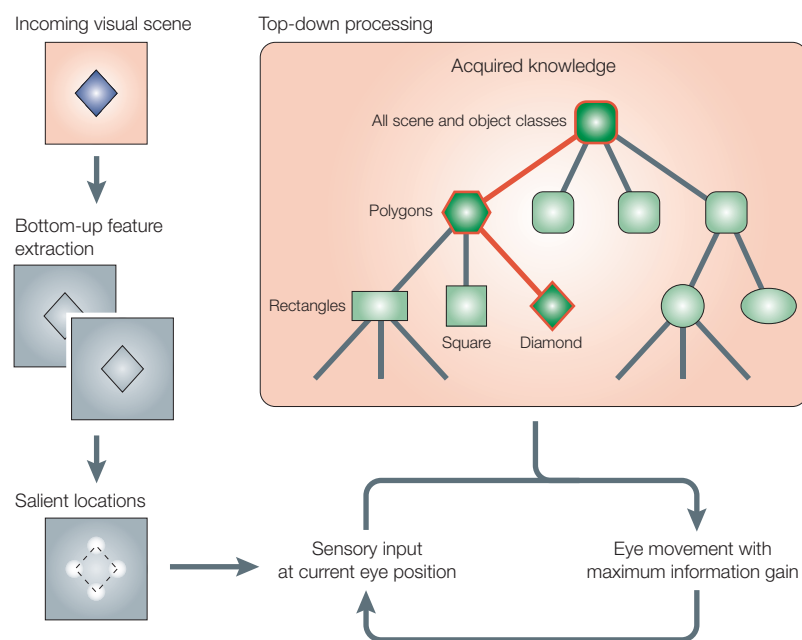 Incoming visual scene
Top-down processing
Acquired knowledge
All scene and object classes
Polygons
Bottom-up feature
extraction
Rectangles
Square
Diamond
Salient locations
Sensory input
at current eye position
Eye movement with
maximum information gain